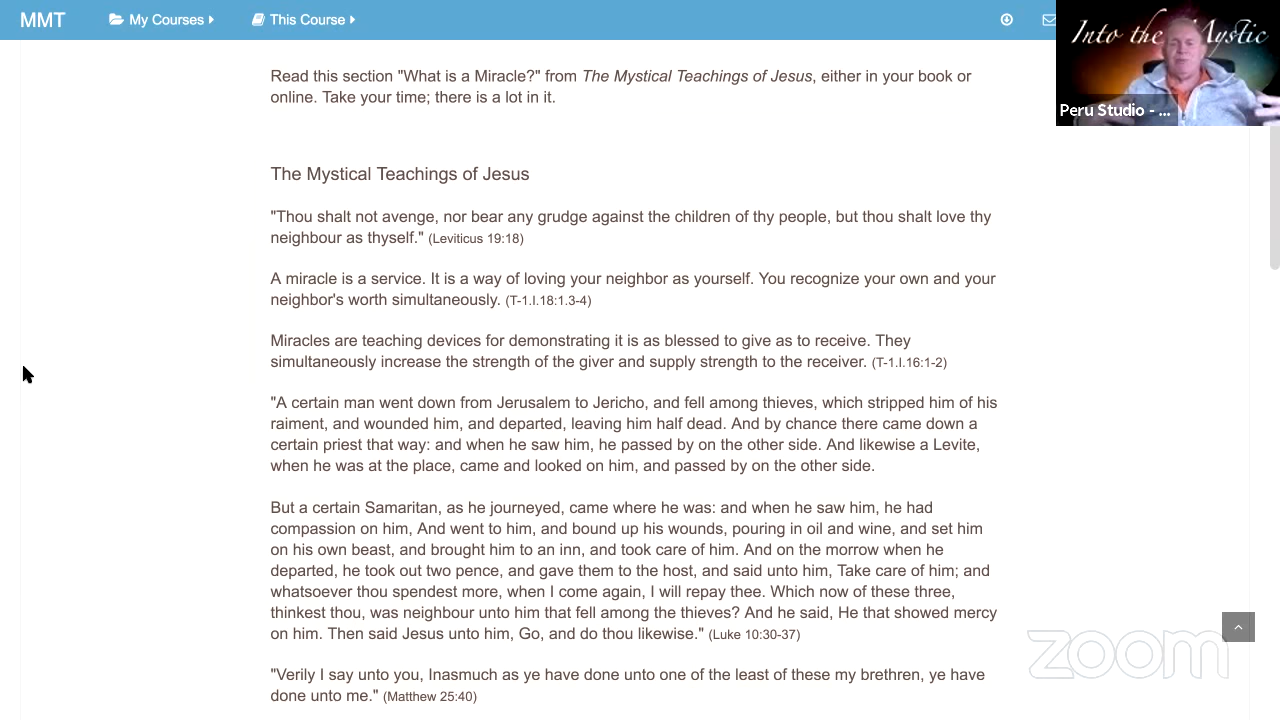 MMT My Courses This Course
Into the Mystic
Peru Studio - ...
Read this section "What is a Miracle?" from The Mystical Teachings of Jesus, either in your book or
online. Take your time; there is a lot in it.
The Mystical Teachings of Jesus
"Thou shalt not avenge, nor bear any grudge against the children of thy people, but thou shalt love thy
neighbour as thyself." (Leviticus 19:18)
A miracle is a service. It is a way of loving your neighbor as yourself. You recognize your own and your
neighbor's worth simultaneously. (T-1.I.18:1.3-4)
Miracles are teaching devices for demonstrating it is as blessed to give as to receive. They
simultaneously increase the strength of the giver and supply strength to the receiver. (T-1.I.16:1-2)
"A certain man went down from Jerusalem to Jericho, and fell among thieves, which stripped him of his
raiment, and wounded him, and departed, leaving him half dead. And by chance there came down a
certain priest that way: and when he saw him, he passed by on the other side. And likewise a Levite,
when he was at the place, came and looked on him, and passed by on the other side.
But a certain Samaritan, as he journeyed, came where he was: and when he saw him, he had
compassion on him, And went to him, and bound up his wounds, pouring in oil and wine, and set him
on his own beast, and brought him to an inn, and took care of him. And on the morrow when he
departed, he took out two pence, and gave them to the host, and said unto him, Take care of him; and
whatsoever thou spendest more, when I come again, I will repay thee. Which now of these three,
thinkest thou, was neighbour unto him that fell among the thieves? And he said, He that showed mercy
on him. Then said Jesus unto him, Go, and do thou likewise." (Luke 10:30-37)
"Verily I say unto you, Inasmuch as ye have done unto one of the least of these my brethren, ye have
done unto me." (Matthew 25:40)
zoom